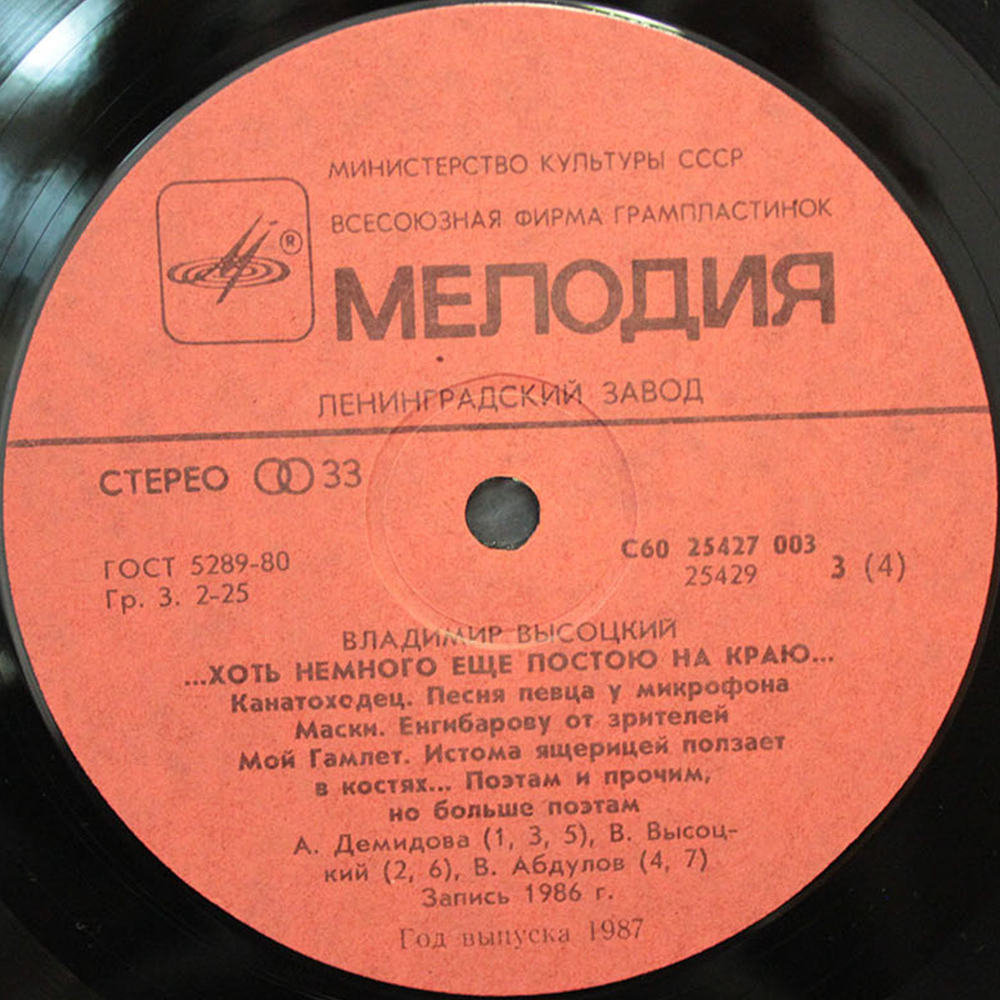 МИНИСТЕРСТВО КУЛЬТУРЫ СССР
ВСЕСОЮЗНАЯ ФИРМА ГРАМПЛАСТИНОК
®
МЕЛОДИЯ
ЛЕНИНГРАДСКИЙ ЗАВОД
СТЕРЕО 33
ГОСТ 5289-80
Гр. 3. 2-25
С60 25427 003
25429
3 (4)
ВЛАДИМИР ВЫСОЦКИЙ
...ХОТЬ НЕМНОГО ЕЩЕ ПОСТОЮ НА КРАЮ...
Канатоходец. Песня певца у микрофона
Маски. Енгибарову от зрителей
Мой Гамлет. Истома ящерицей ползает
в костях... Поэтам и прочим,
но больше поэтам
А. Демидова (1, 3, 5), В. Высоц-
кий (2, 6), В. Абдулов (4, 7)
Запись 1986 г.
Год выпуска 1987